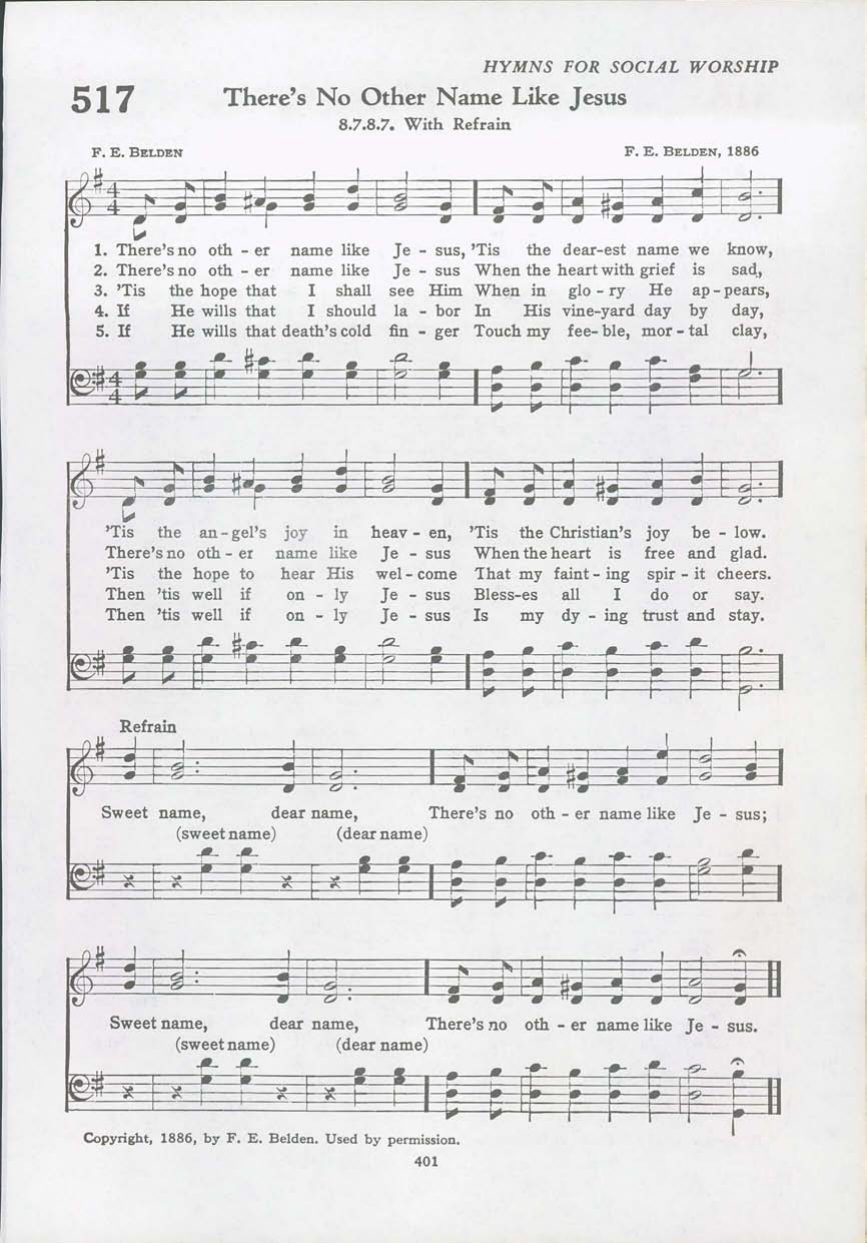 HYMNS FOR SOCIAL WORSHIP
517 There's No Other Name Like Jesus
8.7.8.7. With Refrain
F. E. BELDEN F. E. BELDEN, 1886
1. There's no oth - er name like Je - sus, 'Tis the dear-est name we know,
2. There's no oth - er name like Je - sus When the heart with grief is sad,
3. 'Tis the hope that I shall see Him When in glo - ry He ap - pears,
4. If He wills that I should la - bor In His vine-yard day by day,
5. If He wills that death's cold fin - ger Touch my fee- ble, mor - tal clay,
'Tis the an - gel's joy in heav - en, 'Tis the Christian's joy be - low.
There's no oth - er name like Je - sus When the heart is free and glad.
'Tis the hope to hear His wel - come That my faint - ing spir - it cheers.
Then 'tis well if on - ly Je - sus Bless-es all I do or say.
Then 'tis well if on - ly Je - sus Is my dy - ing trust and stay.
Refrain
Sweet name, dear name, There's no oth - er name like Je - sus;
(sweet name) (dear name)
Sweet name, dear name, There's no oth - er name like Je - sus.
(sweet name) (dear name)
Copyright, 1886, by F. E. Belden. Used by permission.
401